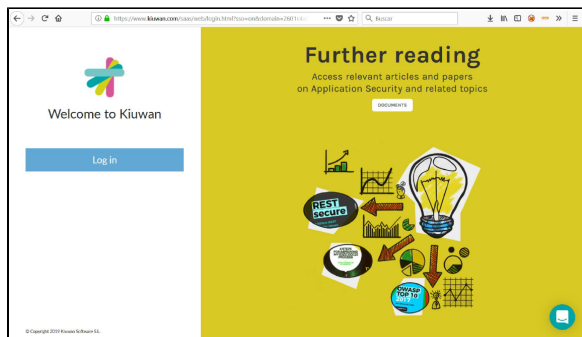 https://www.kiuwan.com/saas/web/login.html?sso=on&domain=2601
Buscar
Welcome to Kiuwan
Log in
© Copyright 2019 Kiuwan Software S.L.
Further reading
Access relevant articles and papers
on Application Security and related topics
DOCUMENTS
REST
secure
OWASP
TOP 10
2017